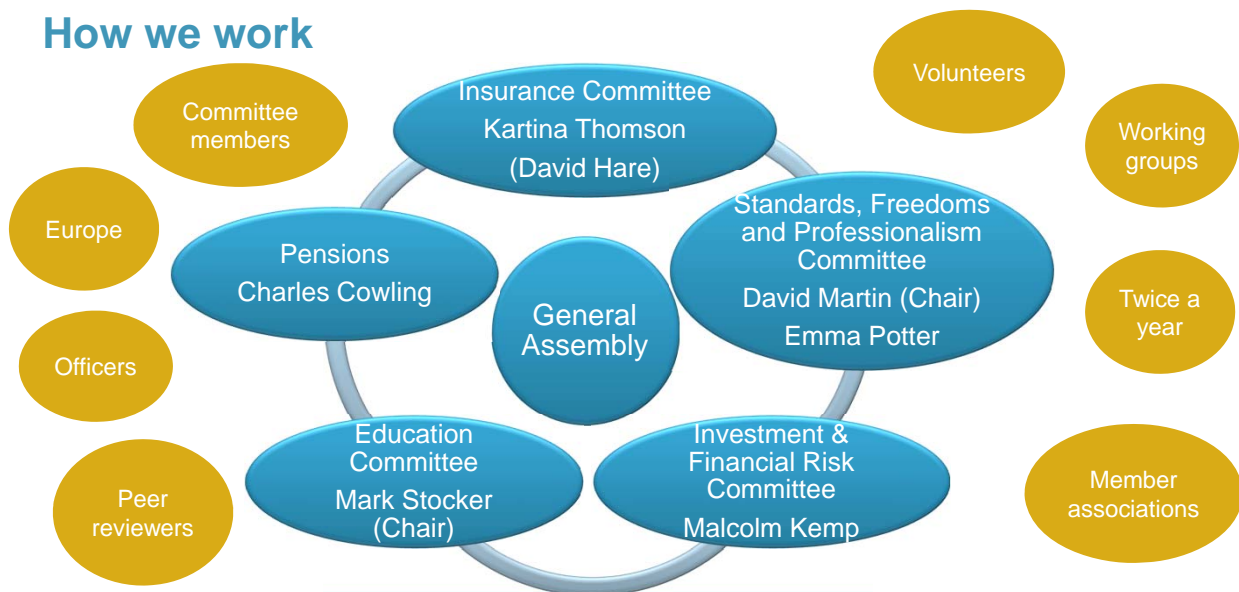 How we work
Committee
members
Europe
Officers
Peer
reviewers
Insurance Committee
Kartina Thomson
(David Hare)
Pensions
Charles Cowling
General
Assembly
Standards, Freedoms
and Professionalism
Committee
David Martin (Chair)
Emma Potter
Education
Committee
Mark Stocker
(Chair)
Investment &
Financial Risk
Committee
Malcolm Kemp
Volunteers
Working
groups
Twice a
year
Member
associations